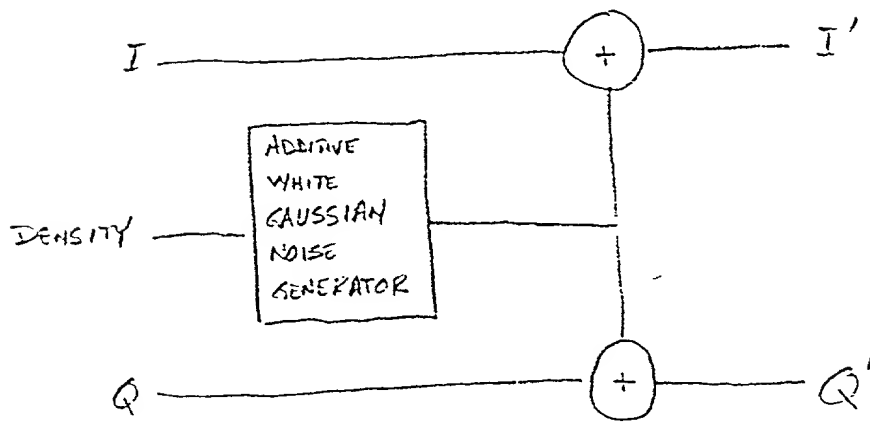 I
+
I'
ADDITIVE
WHITE
GAUSSIAN
NOISE
GENERATOR
DENSITY
Q
+
Q'